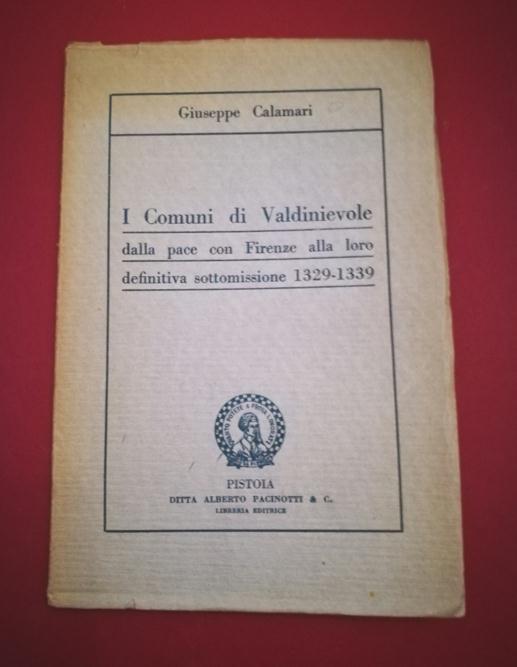 Giuseppe Calamari
I Comuni di Valdinievole
dalla pace con Firenze alla loro
definitiva sottomissione 1329-1339
PISTOIA
DITTA ALBERTO PACINOTTI & C.
LIBRERIA EDITRICE